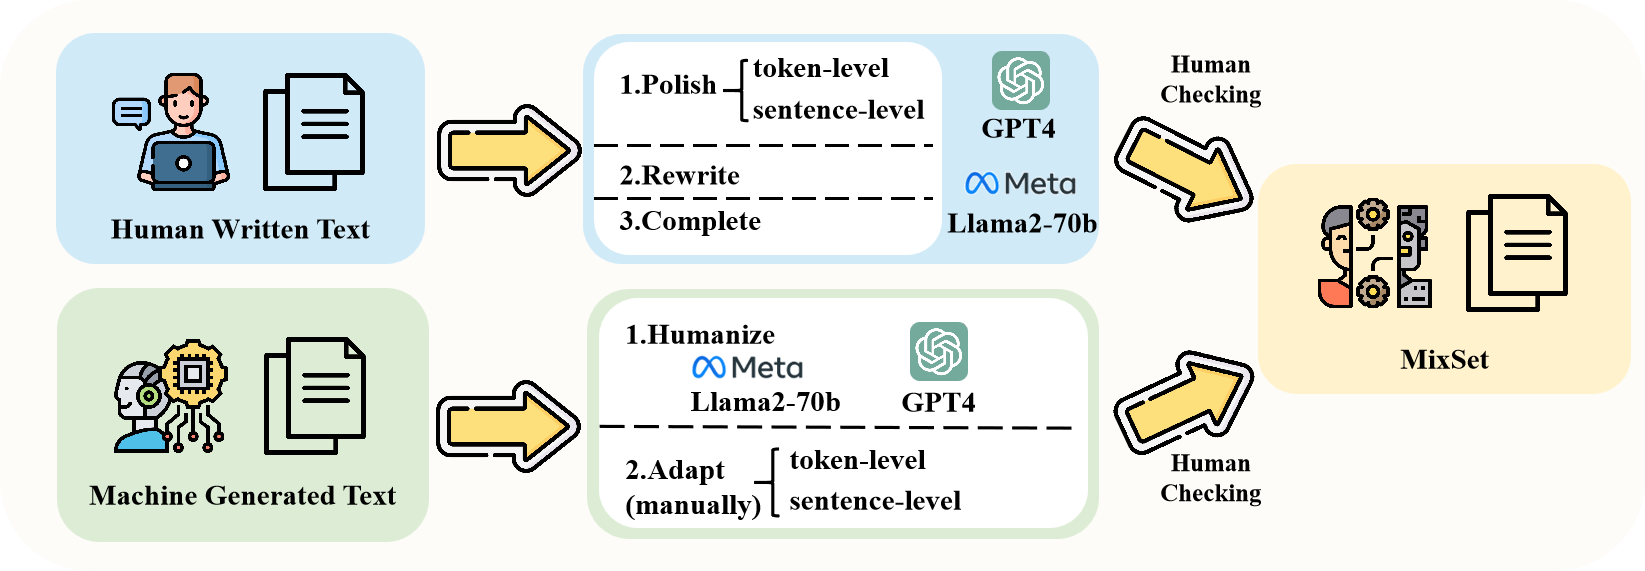 Human Written Text
1.Polish
token-level
sentence-level
2.Rewrite
3.Complete
GPT4
Meta
Llama2-70b
Human
Checking
Machine Generated Text
1.Humanize
Meta
Llama2-70b
GPT4
2.Adapt
(manually)
token-level
sentence-level
Human
Checking
MixSet